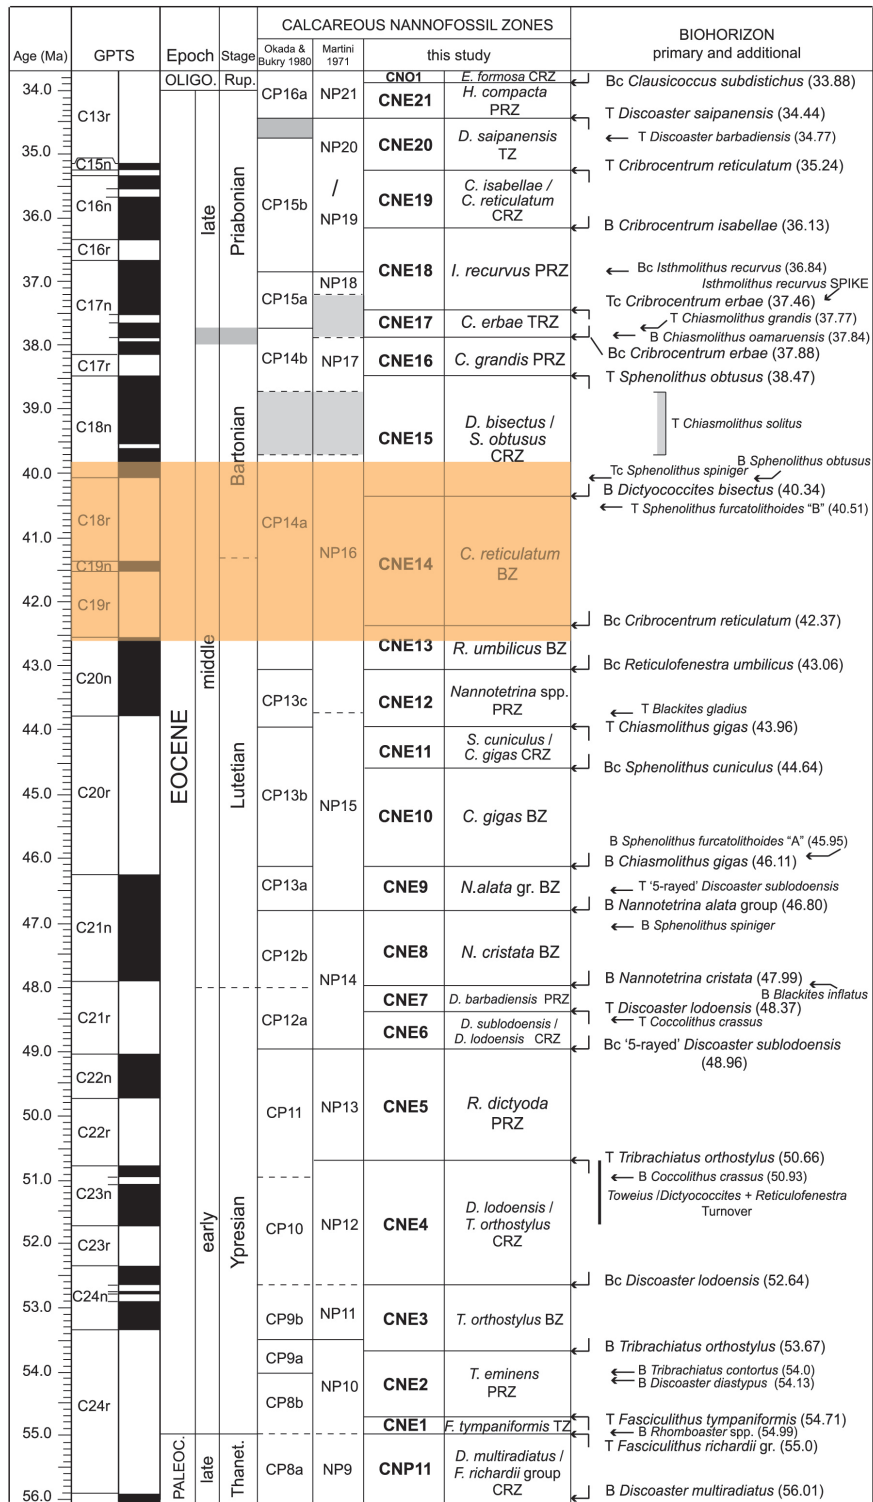 CALCAREOUS NANNOFOSSIL ZONES
BIOHORIZON
primary and additional
Age (Ma)
GPTS
Epoch
Stage
Okada &
Bukry 1980
Martini
1971
this study
34.0
35.0
36.0
37.0
38.0
39.0
40.0
41.0
42.0
43.0
44.0
45.0
46.0
47.0
48.0
49.0
50.0
51.0
52.0
53.0
54.0
55.0
56.0
C13r
C15n
C16n
C16r
C17n
C17r
C18n
C18r
C19n
C19r
C20n
C20r
C21n
C21r
C22n
C22r
C23n
C23r
C24n
C24r
OLIGO.
EOCENE
PALEOC.
late
middle
early
late
Rup.
Priabonian
Bartonian
Lutetian
Ypresian
Thanet.
CP16a
CP15b
CP15a
CP14b
CP14a
CP13c
CP13b
CP13a
CP12b
CP12a
CP11
CP10
CP9b
CP9a
CP8b
CP8a
NP21
NP20
/
NP19
NP18
NP17
NP16
NP15
NP14
NP13
NP12
NP11
NP10
NP9
CNO1
E. formosa CRZ
CNE21
H. compacta
PRZ
CNE20
D. saipanensis
TZ
CNE19
C. isabellae /
C. reticulatum
CRZ
CNE18
I. recurvus PRZ
CNE17
C. erbae TRZ
CNE16
C. grandis PRZ
CNE15
D. bisectus /
S. obtusus
CRZ
CNE14
C. reticulatum
BZ
CNE13
R. umbilicus BZ
CNE12
Nannotetrina spp.
PRZ
CNE11
S. cuniculus /
C. gigas CRZ
CNE10
C. gigas BZ
CNE9
N.alata gr. BZ
CNE8
N. cristata BZ
CNE7
D. barbadiensis PRZ
CNE6
D. sublodoensis /
D. lodoensis CRZ
CNE5
R. dictyoda
PRZ
CNE4
D. lodoensis /
T. orthostylus
CRZ
CNE3
T. orthostylus BZ
CNE2
T. eminens
PRZ
CNE1
F. tympaniformis TZ
CNP11
D. multiradiatus /
F. richardii group
CRZ
Bc Clausicoccus subdistichus (33.88)
T Discoaster saipanensis (34.44)
T Discoaster barbadiensis (34.77)
T Cribrocentrum reticulatum (35.24)
B Cribrocentrum isabellae (36.13)
Bc Isthmolithus recurvus (36.84)
Isthmolithus recurvus SPIKE
Tc Cribrocentrum erbae (37.46)
T Chiasmolithus grandis (37.77)
B Chiasmolithus oamaruensis (37.84)
Bc Cribrocentrum erbae (37.88)
T Sphenolithus obtusus (38.47)
T Chiasmolithus solitus
B Sphenolithus obtusus
Tc Sphenolithus spiniger
B Dictyococcites bisectus (40.34)
T Sphenolithus furcatolithoides “B” (40.51)
Bc Cribrocentrum reticulatum (42.37)
Bc Reticulofenestra umbilicus (43.06)
T Blackites gladius
T Chiasmolithus gigas (43.96)
Bc Sphenolithus cuniculus (44.64)
B Sphenolithus furcatolithoides “A” (45.95)
B Chiasmolithus gigas (46.11)
T ‘5-rayed’ Discoaster sublodoensis
B Nannotetrina alata group (46.80)
B Sphenolithus spiniger
B Nannotetrina cristata (47.99)
B Blackites inflatus
T Discoaster lodoensis (48.37)
T Coccolithus crassus
Bc ‘5-rayed’ Discoaster sublodoensis
(48.96)
T Tribrachiatus orthostylus (50.66)
B Coccolithus crassus (50.93)
Toweius /Dictyococcites + Reticulofenestra
Turnover
Bc Discoaster lodoensis (52.64)
B Tribrachiatus orthostylus (53.67)
B Tribrachiatus contortus (54.0)
B Discoaster diastypus (54.13)
T Fasciculithus tympaniformis (54.71)
B Rhomboaster spp. (54.99)
T Fasciculithus richardii gr. (55.0)
B Discoaster multiradiatus (56.01)